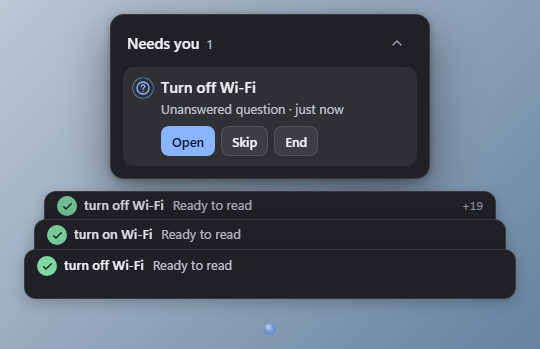 Needs you 1
Turn off Wi-Fi
Unanswered question · just now
Open Skip End
turn off Wi-Fi Ready to read +19
turn on Wi-Fi Ready to read
turn off Wi-Fi Ready to read